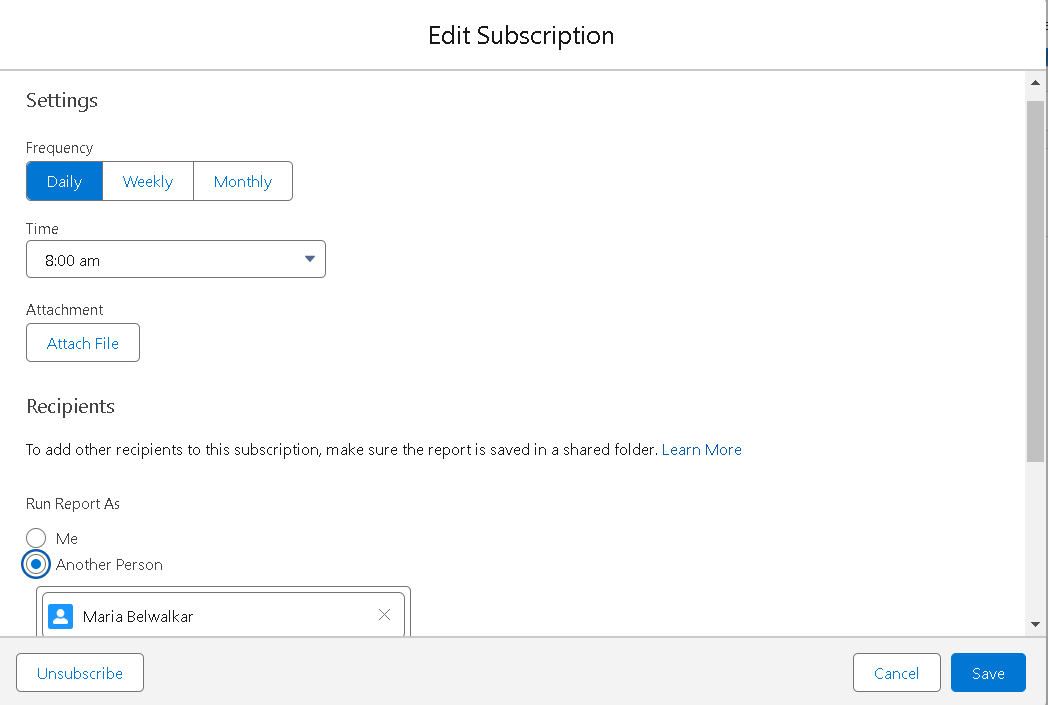 Edit Subscription
Settings
Frequency
Daily Weekly Monthly
Time
8:00 am
Attachment
Attach File
Recipients
To add other recipients to this subscription, make sure the report is saved in a shared folder. Learn More
Run Report As
Me
Another Person
Maria Belwalkar
Unsubscribe Cancel Save